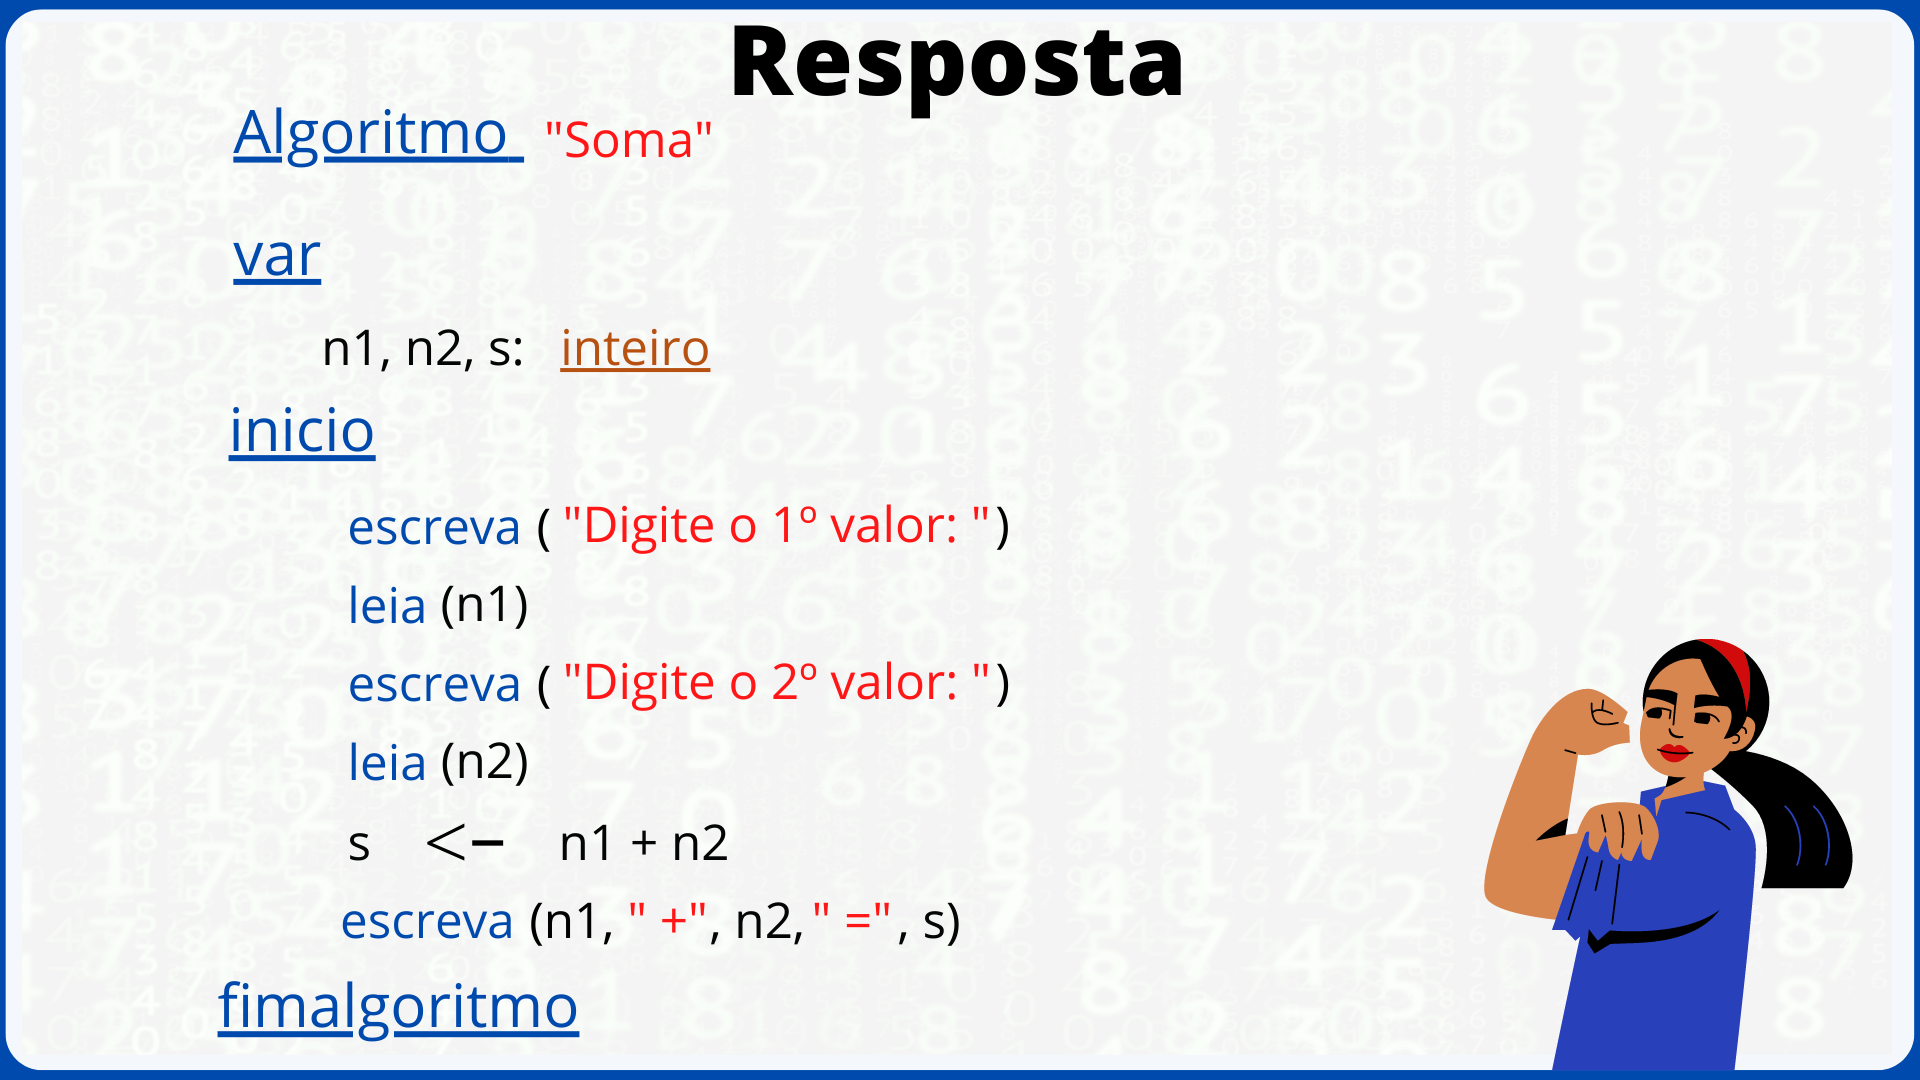 Resposta
Algoritmo "Soma"
var
n1, n2, s: inteiro
inicio
escreva ( "Digite o 1º valor: ")
leia (n1)
escreva ( "Digite o 2º valor: ")
leia (n2)
s <− n1 + n2
escreva (n1, " +", n2, " =", s)
fimalgoritmo